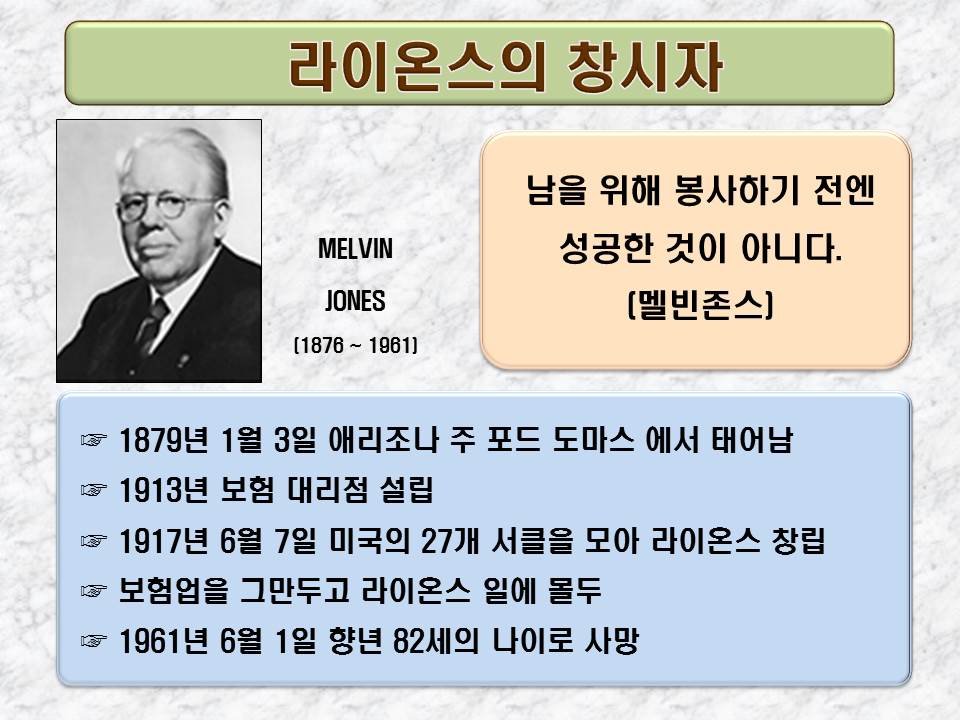 라이온스의 창시자
MELVIN
JONES
(1876 ~ 1961)
남을 위해 봉사하기 전엔
성공한 것이 아니다.
(멜빈존스)
☞ 1879년 1월 3일 애리조나 주 포드 도마스 에서 태어남
☞ 1913년 보험 대리점 설립
☞ 1917년 6월 7일 미국의 27개 서클을 모아 라이온스 창립
☞ 보험업을 그만두고 라이온스 일에 몰두
☞ 1961년 6월 1일 향년 82세의 나이로 사망